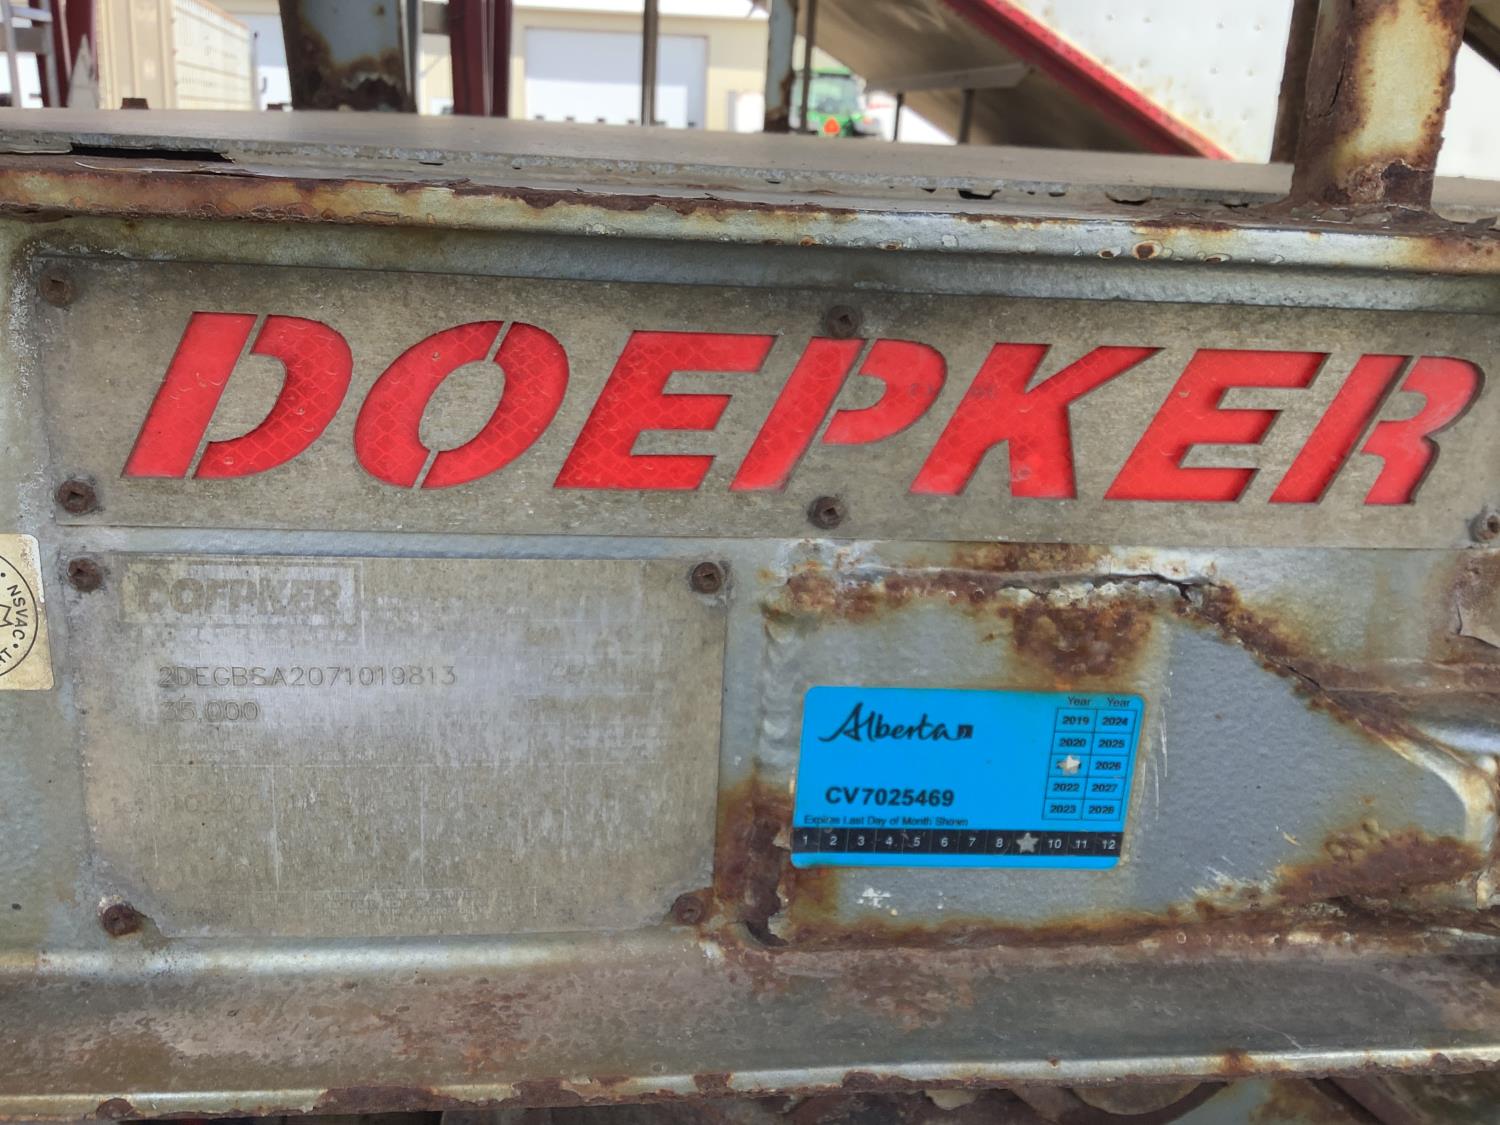 DOEPKER
NSVAC
DOEPKER
2DEGBSA2071019813
35,000
Alberta
Year Year
2019 2024
2020 2025
2026
2022 2027
2023 2028
CV7025469
Expires Last Day of Month Shown
1 2 3 4 5 6 7 8 10 11 12